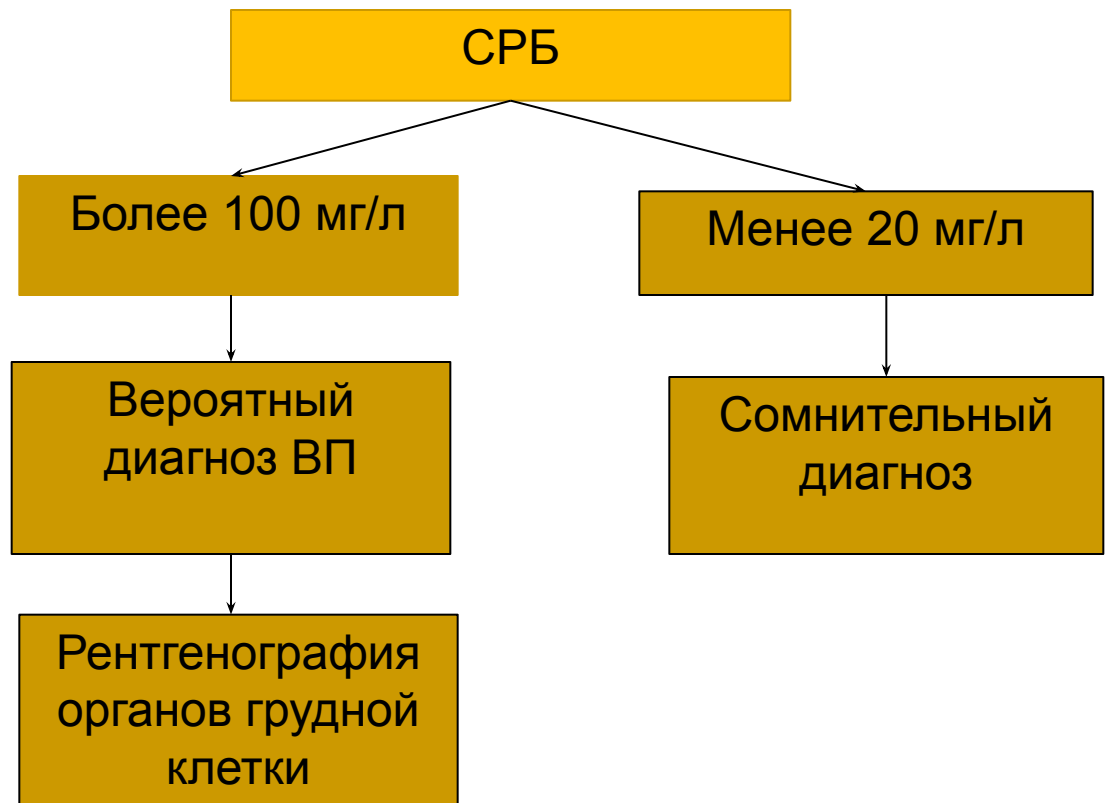 СРБ
Более 100 мг/л
Менее 20 мг/л
Вероятный
диагноз ВП
Сомнительный
диагноз
Рентгенография
органов грудной
клетки